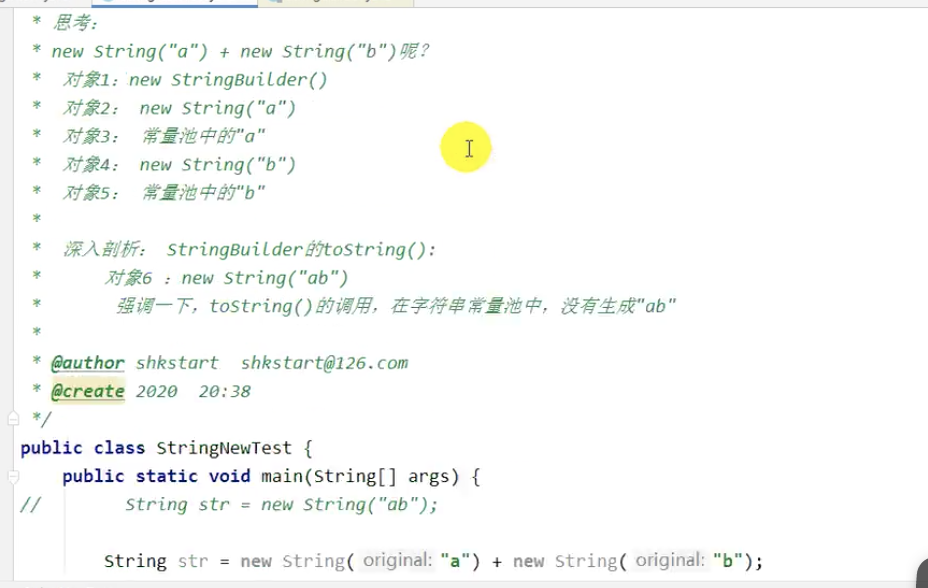 * 思考:
* new String("a") + new String("b")呢?
* 对象1: new StringBuilder()
* 对象2: new String("a")
* 对象3: 常量池中的"a"
* 对象4: new String("b")
* 对象5: 常量池中的"b"
*
* 深入剖析: StringBuilder的toString():
* 对象6 : new String("ab")
* 强调一下, toString()的调用, 在字符串常量池中, 没有生成"ab"
*
* @author shkstart shkstart@126.com
* @create 2020 20:38
*/
public class StringNewTest {
public static void main(String[] args) {
// String str = new String("ab");
String str = new String( original: "a") + new String( original: "b");